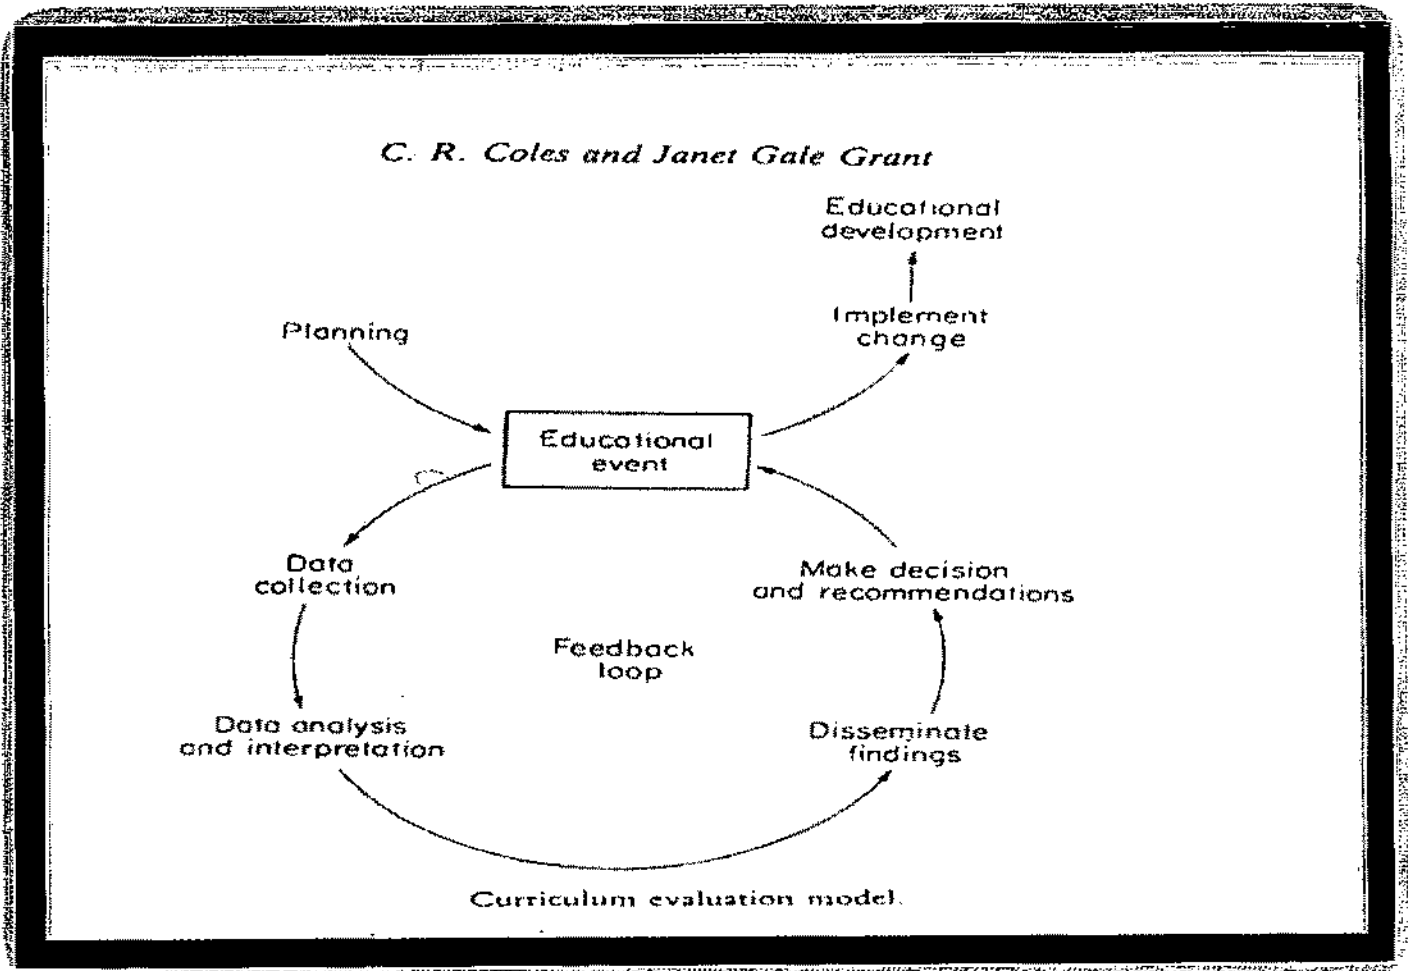 C. R. Coles and Janet Gale Grant
Educational
development
Implement
change
Planning
Educational
event
Data
collection
Make decision
and recommendations
Feedback
loop
Data analysis
and interpretation
Disseminate
findings
Curriculum evaluation model.